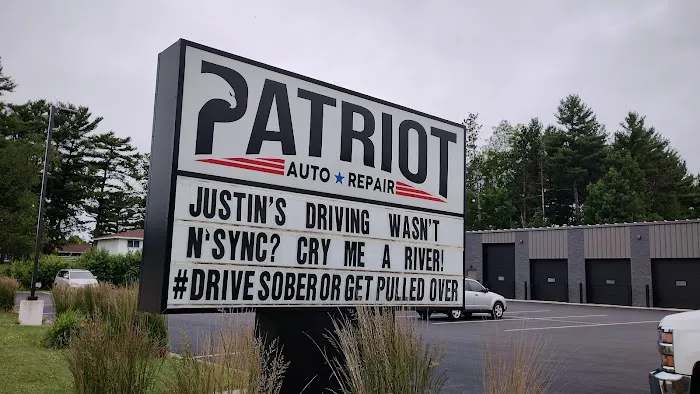 PATRIOT
AUTO ★ REPAIR
JUSTIN'S DRIVING WASN'T
N'SYNC? CRY ME A RIVER!
#DRIVE SOBER OR GET PULLED OVER